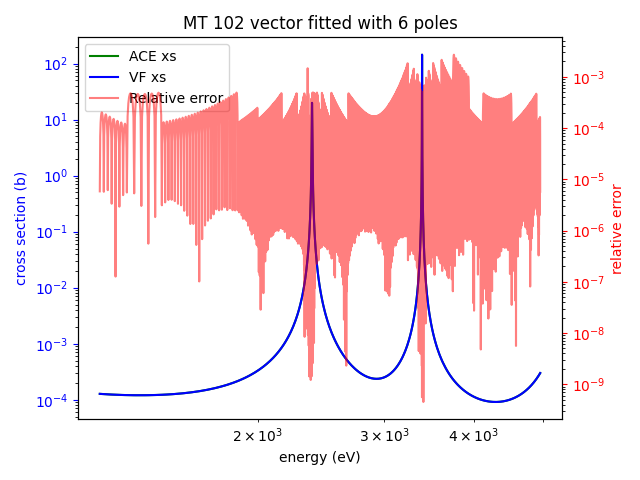 MT 102 vector fitted with 6 poles
ACE xs
VF xs
Relative error
cross section (b)
10²
10¹
10⁰
10⁻¹
10⁻²
10⁻³
10⁻⁴
relative error
10⁻³
10⁻⁴
10⁻⁵
10⁻⁶
10⁻⁷
10⁻⁸
10⁻⁹
2 × 10³ 3 × 10³ 4 × 10³
energy (eV)